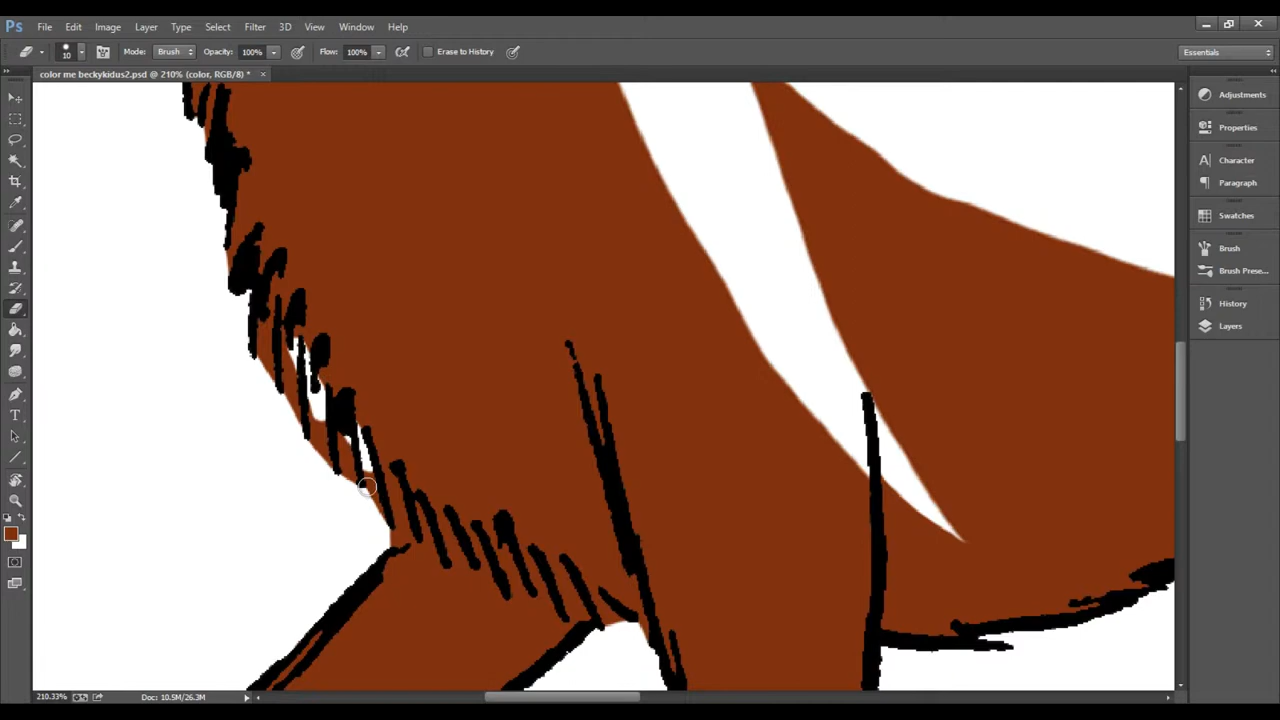 Ps File Edit Image Layer Type Select Filter 3D View Window Help
10 Mode: Brush Opacity: 100% Flow: 100% Erase to History Essentials
color me beckykidus2.psd @ 210% (color, RGB/8) *
Adjustments
Properties
Character
Paragraph
Swatches
Brush
Brush Prese...
History
Layers
T
210.33% Doc: 10.5M/26.3M